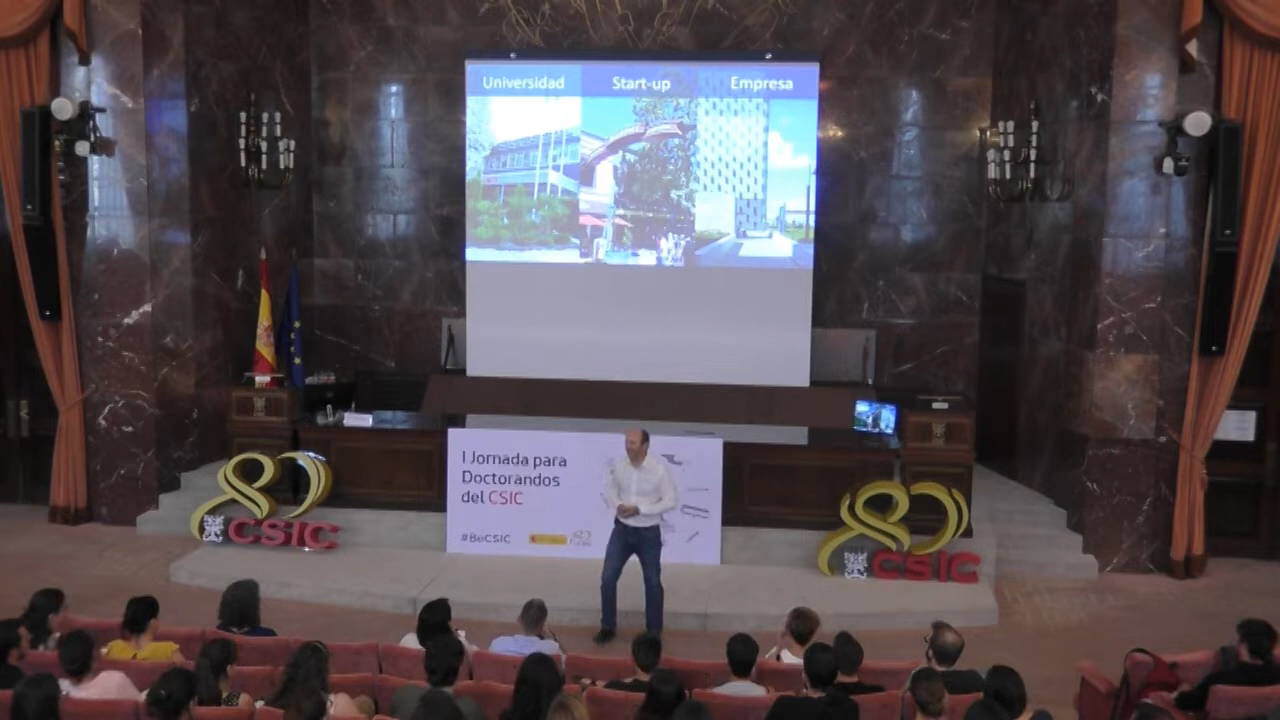 Universidad Start-up Empresa
I Jornada para
Doctorandos
del CSIC
#BeCSIC
80
CSIC
80
CSIC